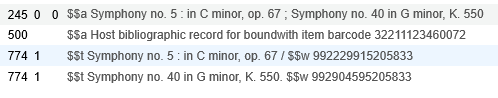 245 0 0 $$a Symphony no. 5 : in C minor, op. 67 ; Symphony no. 40 in G minor, K. 550
500 $$a Host bibliographic record for boundwith item barcode 32211123460072
774 1 $$t Symphony no. 5 : in C minor, op. 67 / $$w 992229915205833
774 1 $$t Symphony no. 40 in G minor, K. 550. $$w 992904595205833